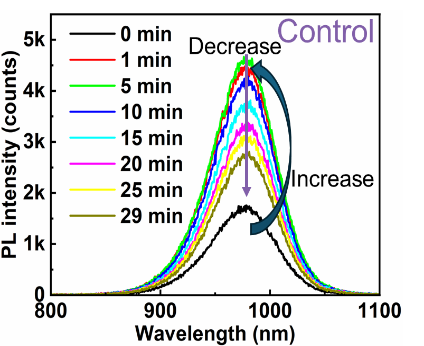 Control
Decrease
Increase
0 min
1 min
5 min
10 min
15 min
20 min
25 min
29 min
PL intensity (counts)
5k
4k
3k
2k
1k
0
800
900
1000
1100
Wavelength (nm)